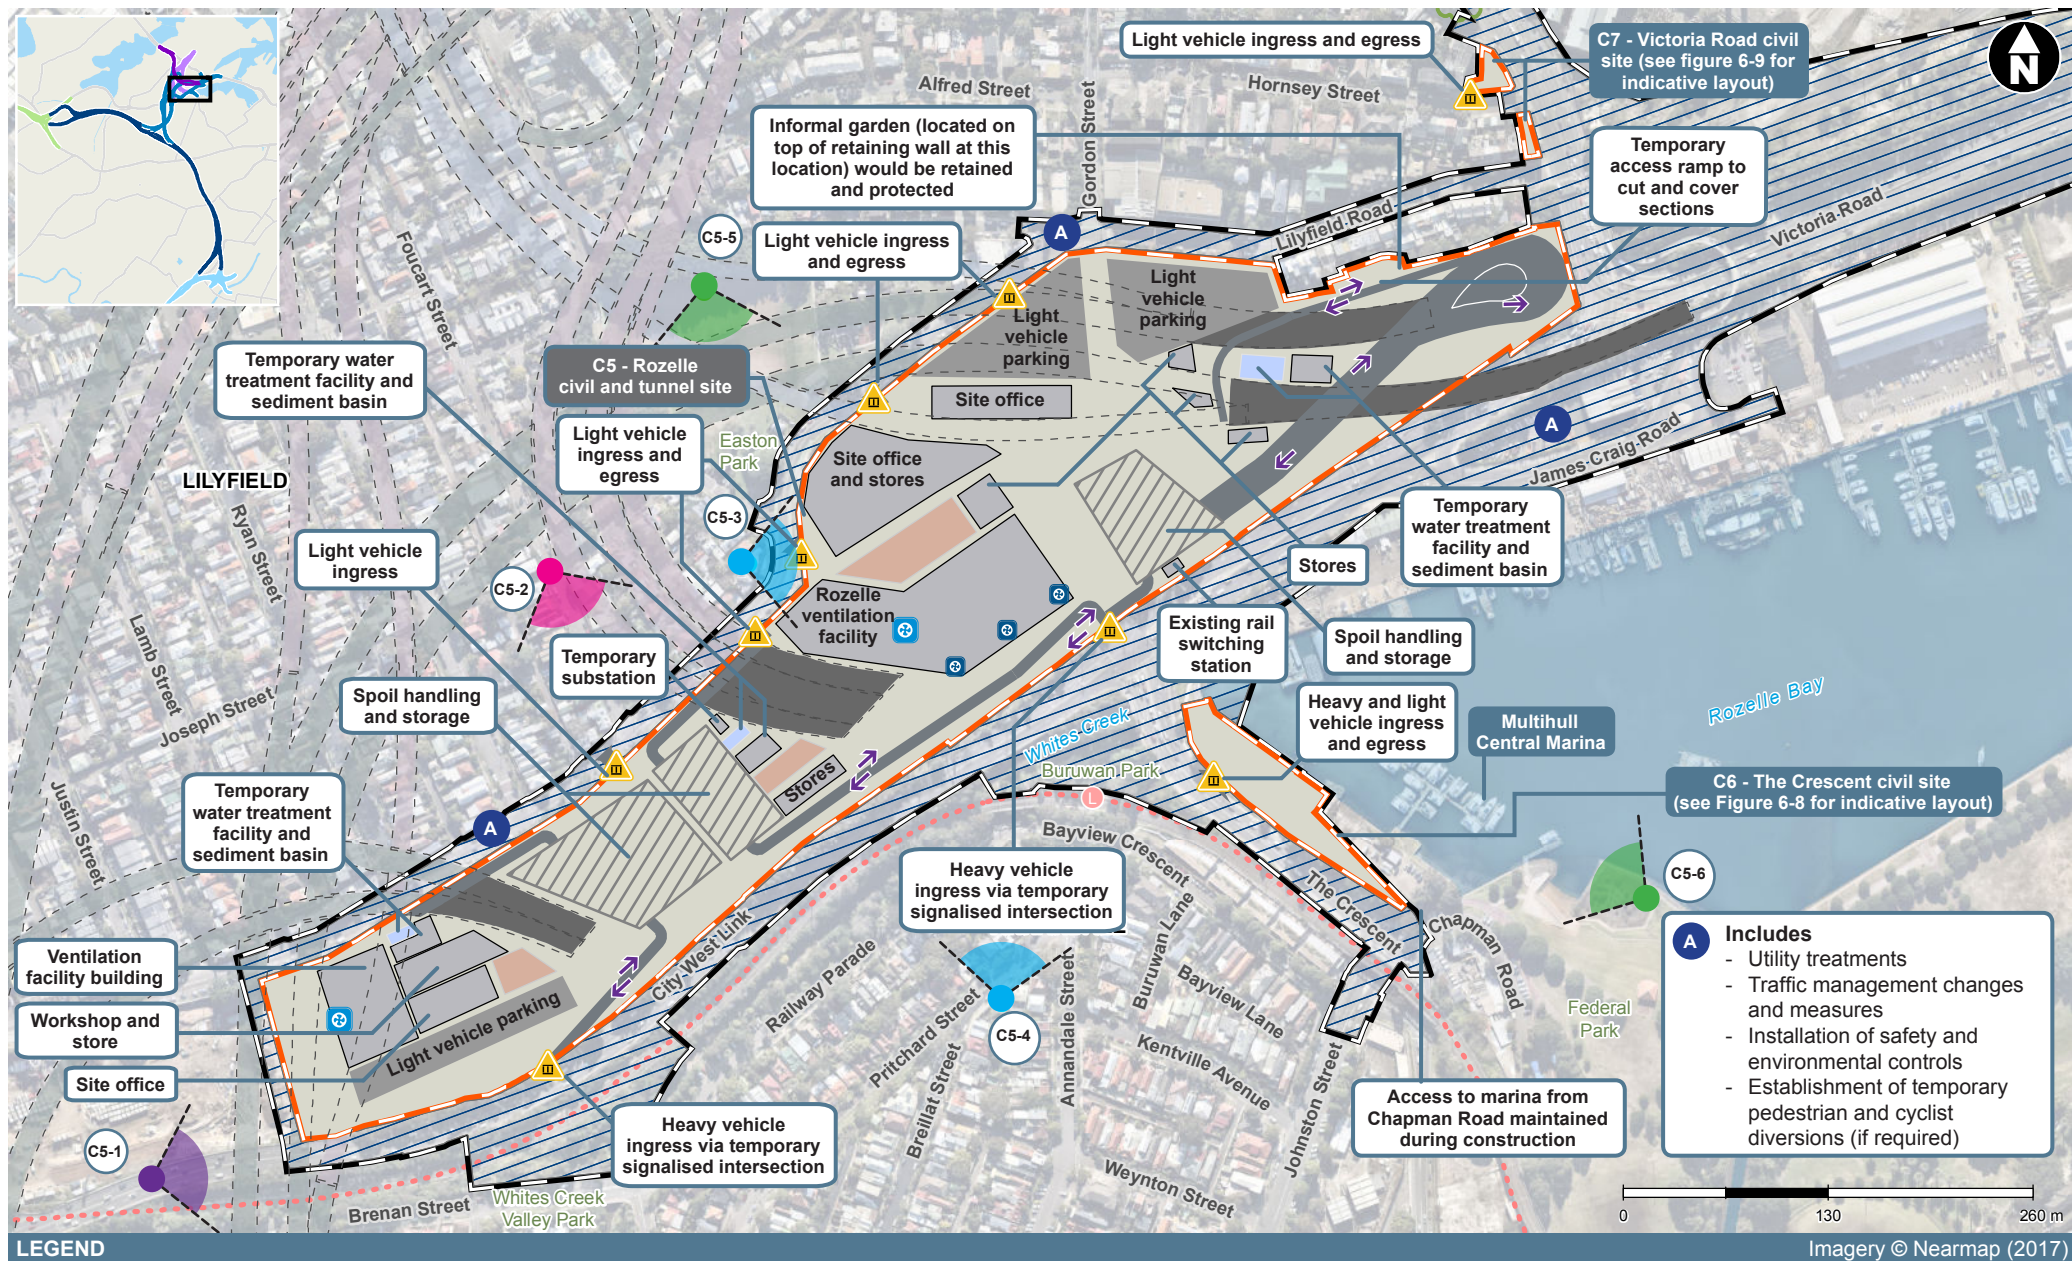 Light vehicle ingress and egress
C7 - Victoria Road civil
site (see figure 6-9 for
indicative layout)
N
Alfred Street
Hornsey Street
Gordon Street
Informal garden (located on
top of retaining wall at this
location) would be retained
and protected
Temporary
access ramp to
cut and cover
sections
Victoria Road
Lilyfield Road
C5-5
A
Light vehicle ingress
and egress
Foucart Street
Light
vehicle
parking
Light
vehicle
parking
Temporary water
treatment facility and
sediment basin
C5 - Rozelle
civil and tunnel site
Site office
A
James Craig Road
Light vehicle
ingress and
egress
Easton
Park
Site office
and stores
LILYFIELD
Ryan Street
C5-3
Temporary
water treatment
facility and
sediment basin
Stores
Light vehicle
ingress
C5-2
Rozelle
ventilation
facility
Existing rail
switching
station
Spoil handling
and storage
Lamb Street
Joseph Street
Temporary
substation
Spoil handling
and storage
Heavy and light
vehicle ingress
and egress
Rozelle Bay
Multihull
Central Marina
Whites Creek
Buruwan Park
L
C6 - The Crescent civil site
(see Figure 6-8 for indicative layout)
Stores
Justin Street
Temporary
water treatment
facility and
sediment basin
A
Bayview Crescent
Heavy vehicle
ingress via temporary
signalised intersection
The Crescent
C5-6
Chapman Road
City West Link
Railway Parade
Buruwan Lane
Bayview Lane
Ventilation
facility building
Workshop and
store
Site office
Light vehicle parking
Pritchard Street
C5-4
Annandale Street
Kentville Avenue
Breillat Street
Johnston Street
Weynton Street
Federal
Park
A
Includes
- Utility treatments
- Traffic management changes
and measures
- Installation of safety and
environmental controls
- Establishment of temporary
pedestrian and cyclist
diversions (if required)
Access to marina from
Chapman Road maintained
during construction
Heavy vehicle
ingress via temporary
signalised intersection
C5-1
Brenan Street
Whites Creek
Valley Park
0 130 260 m
LEGEND
Imagery © Nearmap (2017)